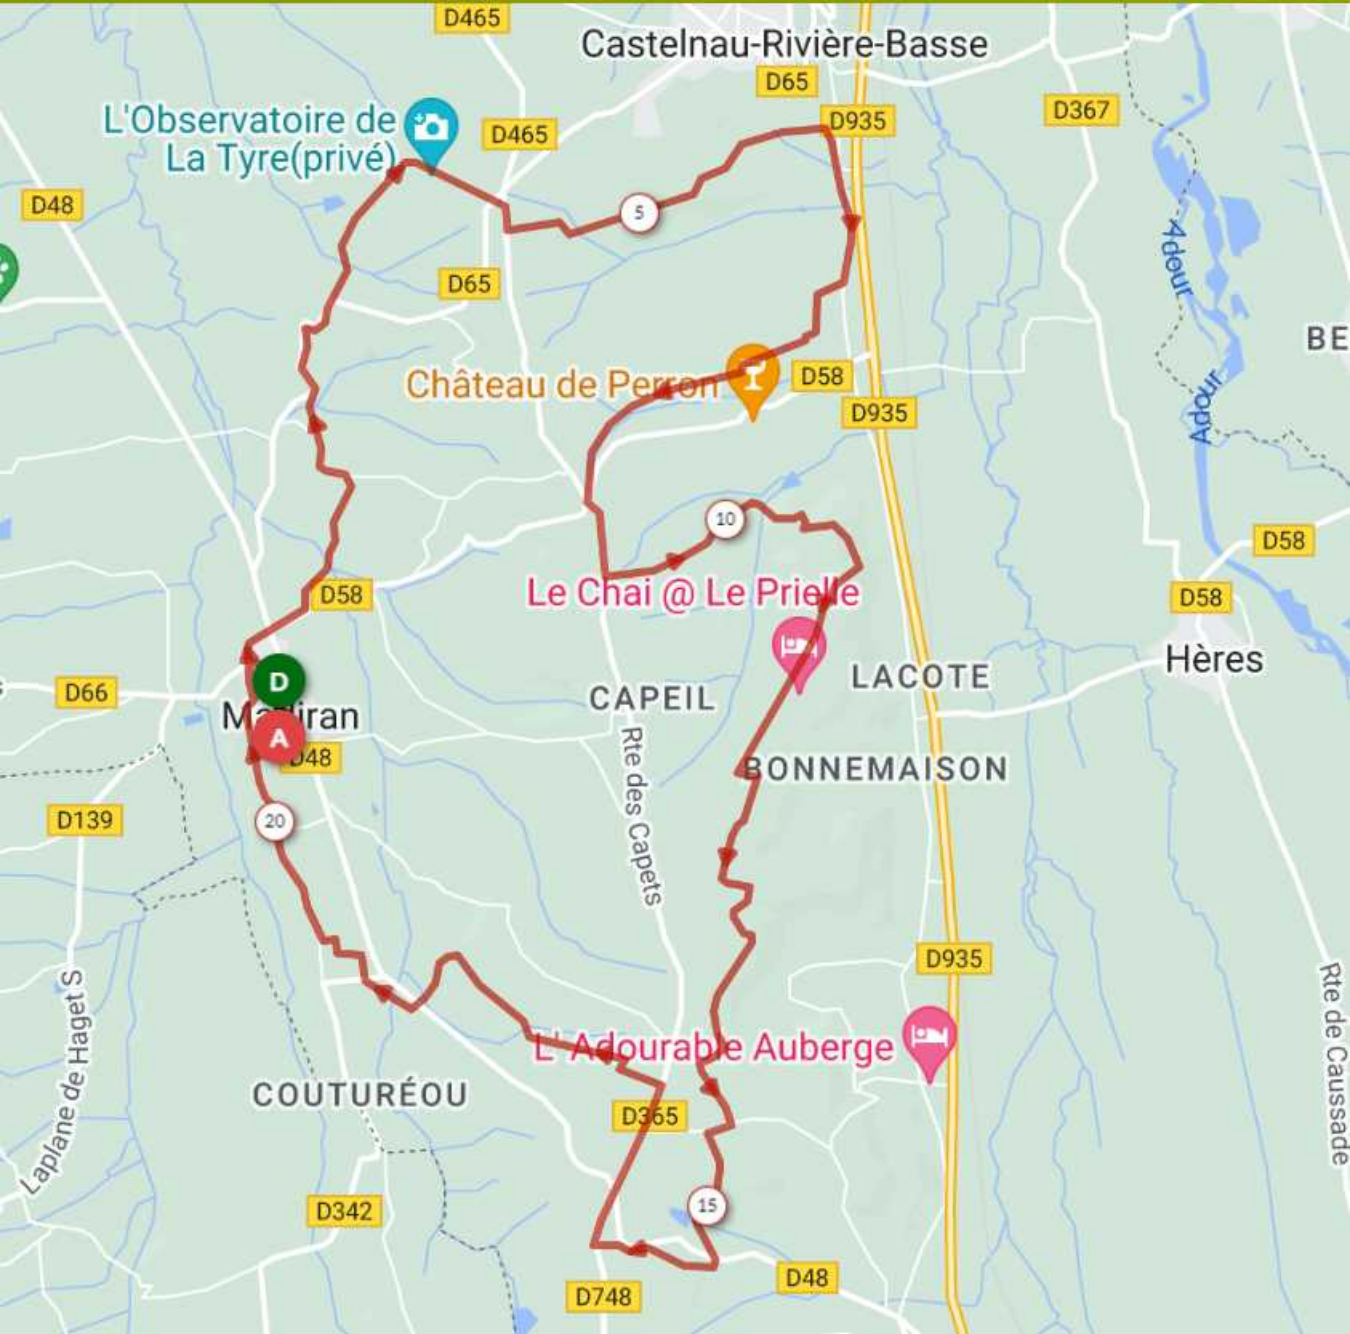 D465
Castelnau-Rivière-Basse
D65
L'Observatoire de
La Tyre(privé)
D465
D935
D367
D48
5
Adour
D65
BE
Château de Perron
D58
D935
Adour
10
D58
Le Chai @ Le Prielle
D58
D58
Hères
D66
D
Madiran
CAPEIL
LACOTE
A
D48
Rte des Capets
BONNEMAISON
D139
20
D935
Laplane de Haget S
Rte de Caussade
L' Adourable Auberge
COUTURÉOU
D365
D342
15
D48
D748